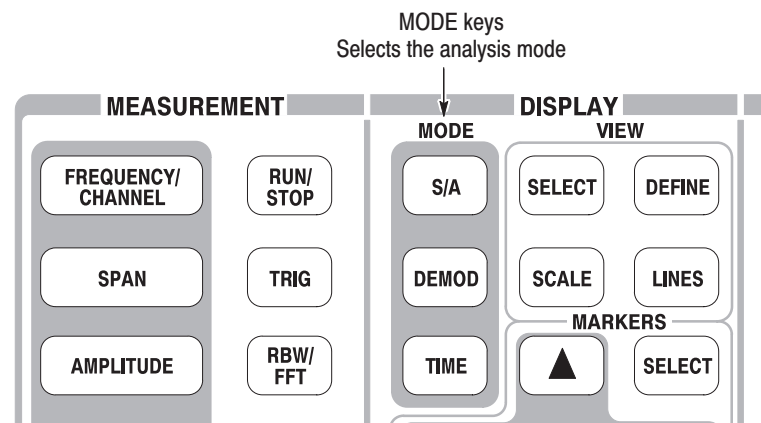 MODE keys
Selects the analysis mode
MEASUREMENT
DISPLAY
MODE
VIEW
FREQUENCY/
CHANNEL
RUN/
STOP
S/A
SELECT
DEFINE
SPAN
TRIG
DEMOD
SCALE
LINES
MARKERS
AMPLITUDE
RBW/
FFT
TIME
SELECT